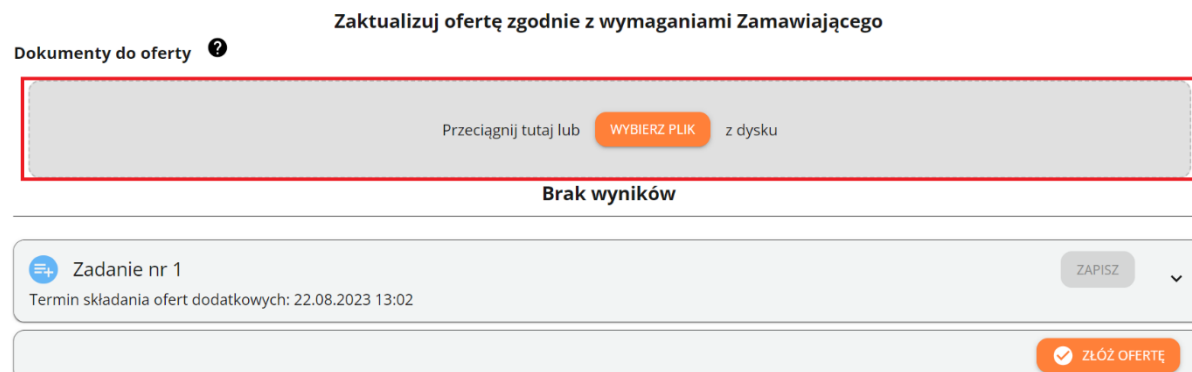 Zaktualizuj ofertę zgodnie z wymaganiami Zamawiającego
Dokumenty do oferty ?
Przeciągnij tutaj lub WYBIERZ PLIK z dysku
Brak wyników
Zadanie nr 1 ZAPISZ
Termin składania ofert dodatkowych: 22.08.2023 13:02
ZŁÓŻ OFERTĘ